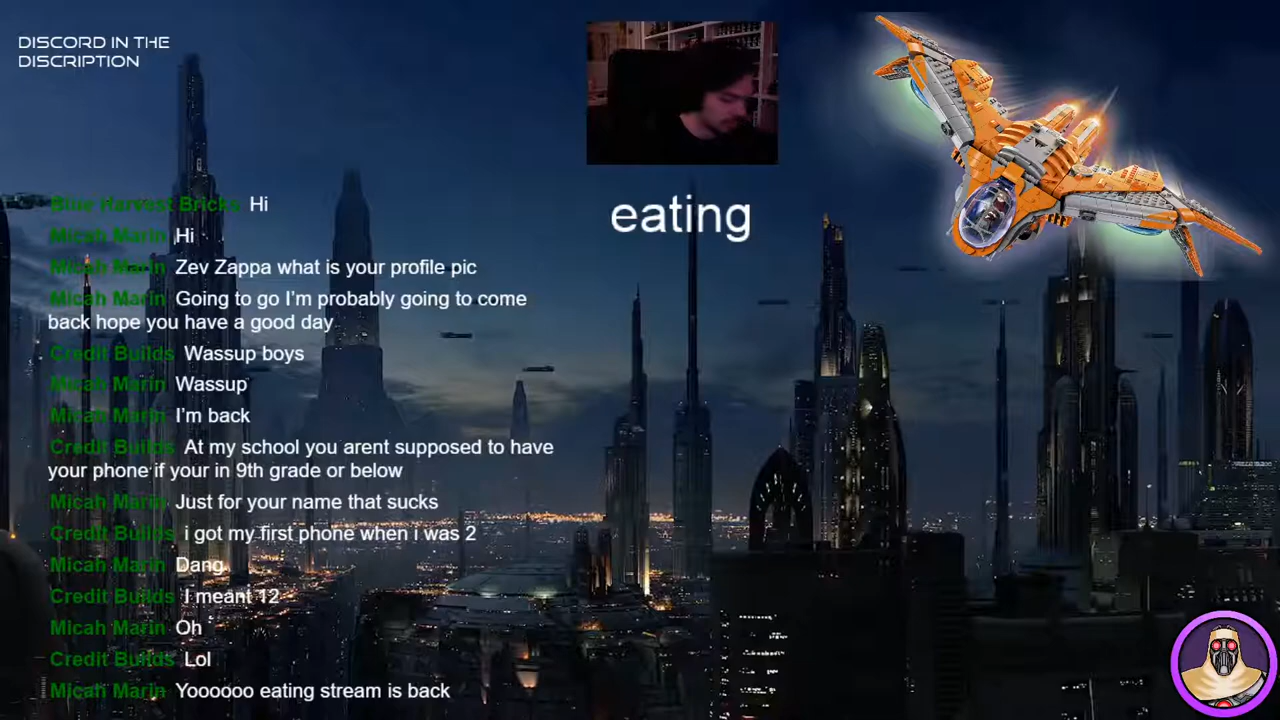 DISCORD IN THE
DISCRIPTION
Blue Harvest Bricks Hi
Micah Marin Hi
Micah Marin Zev Zappa what is your profile pic
Micah Marin Going to go I'm probably going to come
back hope you have a good day
Credit Builds Wassup boys
Micah Marin Wassup
Micah Marin I'm back
Credit Builds At my school you arent supposed to have
your phone if your in 9th grade or below
Micah Marin Just for your name that sucks
Credit Builds i got my first phone when i was 2
Micah Marin Dang
Credit Builds I meant 12
Micah Marin Oh
Credit Builds Lol
Micah Marin Yoooooo eating stream is back
eating